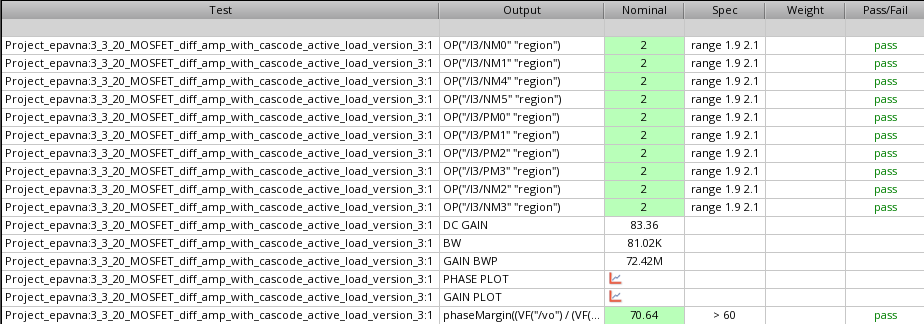 Test Output Nominal Spec Weight Pass/Fail
Project_epavna:3_3_20_MOSFET_diff_amp_with_cascode_active_load_version_3:1 OP("/I3/NM0" "region") 2 range 1.9 2.1 pass
Project_epavna:3_3_20_MOSFET_diff_amp_with_cascode_active_load_version_3:1 OP("/I3/NM1" "region") 2 range 1.9 2.1 pass
Project_epavna:3_3_20_MOSFET_diff_amp_with_cascode_active_load_version_3:1 OP("/I3/NM4" "region") 2 range 1.9 2.1 pass
Project_epavna:3_3_20_MOSFET_diff_amp_with_cascode_active_load_version_3:1 OP("/I3/NM5" "region") 2 range 1.9 2.1 pass
Project_epavna:3_3_20_MOSFET_diff_amp_with_cascode_active_load_version_3:1 OP("/I3/PM0" "region") 2 range 1.9 2.1 pass
Project_epavna:3_3_20_MOSFET_diff_amp_with_cascode_active_load_version_3:1 OP("/I3/PM1" "region") 2 range 1.9 2.1 pass
Project_epavna:3_3_20_MOSFET_diff_amp_with_cascode_active_load_version_3:1 OP("/I3/PM2" "region") 2 range 1.9 2.1 pass
Project_epavna:3_3_20_MOSFET_diff_amp_with_cascode_active_load_version_3:1 OP("/I3/PM3" "region") 2 range 1.9 2.1 pass
Project_epavna:3_3_20_MOSFET_diff_amp_with_cascode_active_load_version_3:1 OP("/I3/NM2" "region") 2 range 1.9 2.1 pass
Project_epavna:3_3_20_MOSFET_diff_amp_with_cascode_active_load_version_3:1 OP("/I3/NM3" "region") 2 range 1.9 2.1 pass
Project_epavna:3_3_20_MOSFET_diff_amp_with_cascode_active_load_version_3:1 DC GAIN 83.36
Project_epavna:3_3_20_MOSFET_diff_amp_with_cascode_active_load_version_3:1 BW 81.02K
Project_epavna:3_3_20_MOSFET_diff_amp_with_cascode_active_load_version_3:1 GAIN BWP 72.42M
Project_epavna:3_3_20_MOSFET_diff_amp_with_cascode_active_load_version_3:1 PHASE PLOT
Project_epavna:3_3_20_MOSFET_diff_amp_with_cascode_active_load_version_3:1 GAIN PLOT
Project_epavna:3_3_20_MOSFET_diff_amp_with_cascode_active_load_version_3:1 phaseMargin((VF("/vo") / (VF(... 70.64 > 60 pass